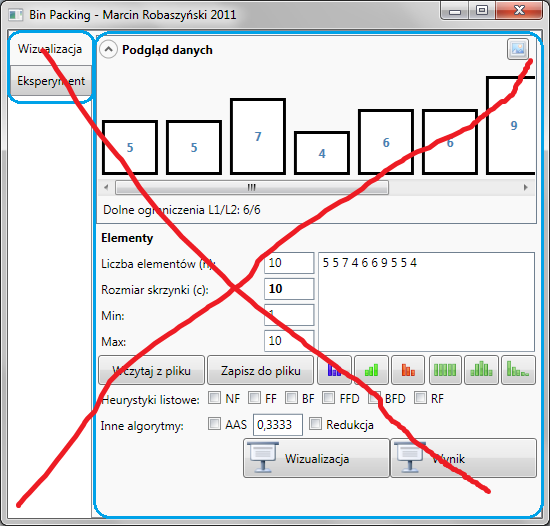 Bin Packing - Marcin Robaszyński 2011
Wizualizacja
Eksperyment
Podgląd danych
5 5 7 4 6 6 9
Dolne ograniczenia L1/L2: 6/6
Elementy
Liczba elementów (n): 10
5 5 7 4 6 6 9 5 5 4
Rozmiar skrzynki (c): 10
Min: 1
Max: 10
Wczytaj z pliku Zapisz do pliku
Heurystyki listowe: NF FF BF FFD BFD RF
Inne algorytmy: AAS 0,3333 Redukcja
Wizualizacja Wynik